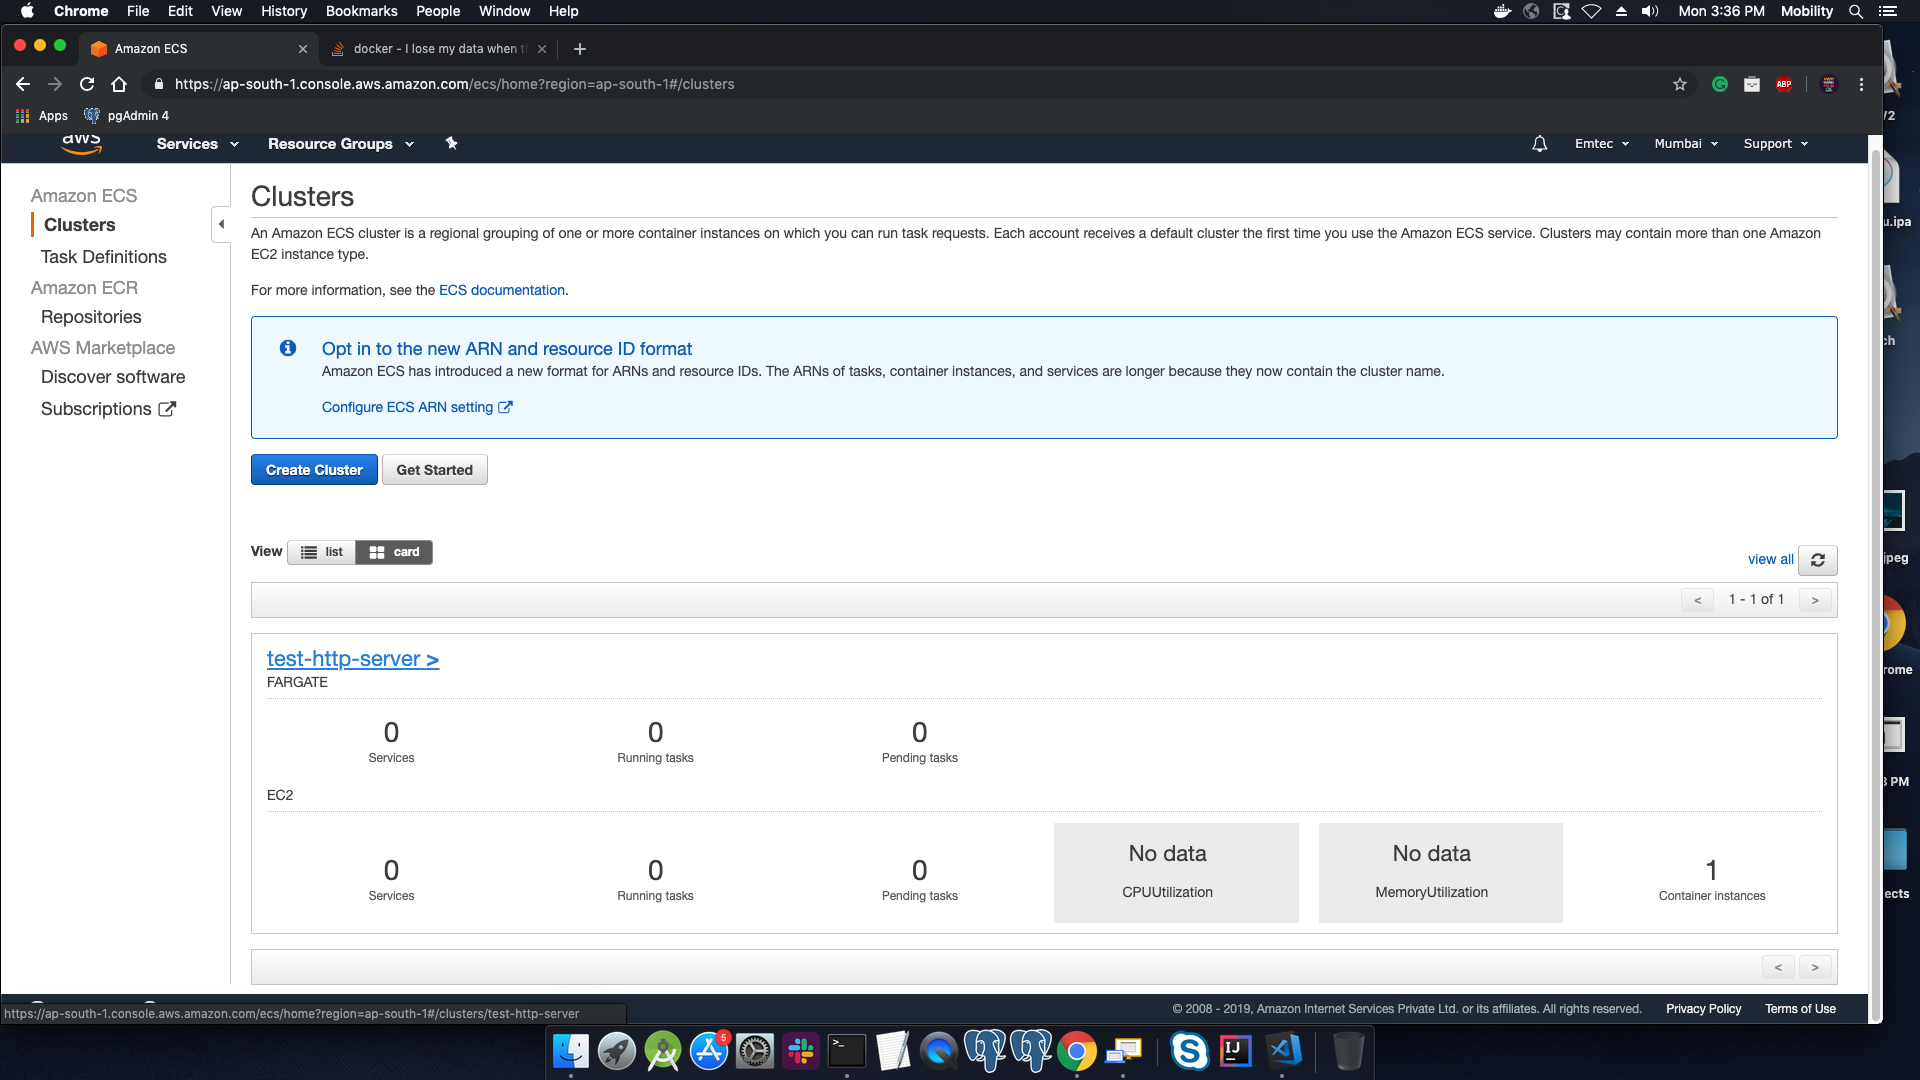 Chrome File Edit View History Bookmarks People Window Help
Mon 3:36 PM Mobility
Amazon ECS
docker - I lose my data when t
https://ap-south-1.console.aws.amazon.com/ecs/home?region=ap-south-1#/clusters
ABP
Apps
pgAdmin 4
aws
Services
Resource Groups
Emtec
Mumbai
Support
Amazon ECS
Clusters
Task Definitions
Amazon ECR
Repositories
AWS Marketplace
Discover software
Subscriptions
Clusters
An Amazon ECS cluster is a regional grouping of one or more container instances on which you can run task requests. Each account receives a default cluster the first time you use the Amazon ECS service. Clusters may contain more than one Amazon
EC2 instance type.
For more information, see the ECS documentation.
Opt in to the new ARN and resource ID format
Amazon ECS has introduced a new format for ARNs and resource IDs. The ARNs of tasks, container instances, and services are longer because they now contain the cluster name.
Configure ECS ARN setting
Create Cluster
Get Started
View
list
card
view all
< 1 - 1 of 1 >
test-http-server >
FARGATE
0 0 0
Services Running tasks Pending tasks
EC2
0 0 0 No data No data 1
Services Running tasks Pending tasks CPUUtilization MemoryUtilization Container instances
< >
© 2008 - 2019, Amazon Internet Services Private Ltd. or its affiliates. All rights reserved. Privacy Policy Terms of Use
https://ap-south-1.console.aws.amazon.com/ecs/home?region=ap-south-1#/clusters/test-http-server
5
IJ
u.ipa
ch
jpeg
rome
PM
ects